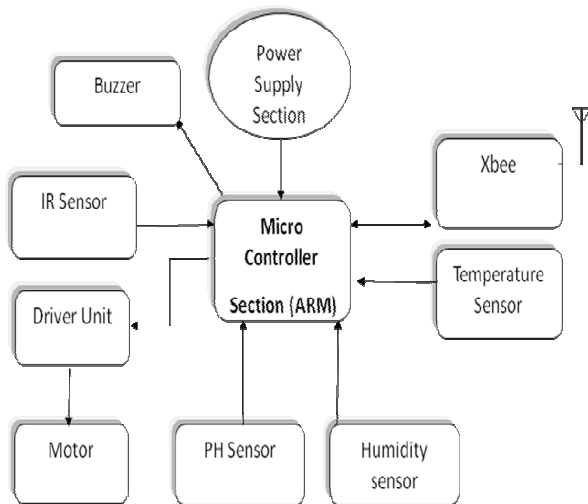 Power
Supply
Section
Buzzer
Xbee
IR Sensor
Micro
Controller
Section (ARM)
Temperature
Sensor
Driver Unit
Motor
PH Sensor
Humidity
sensor